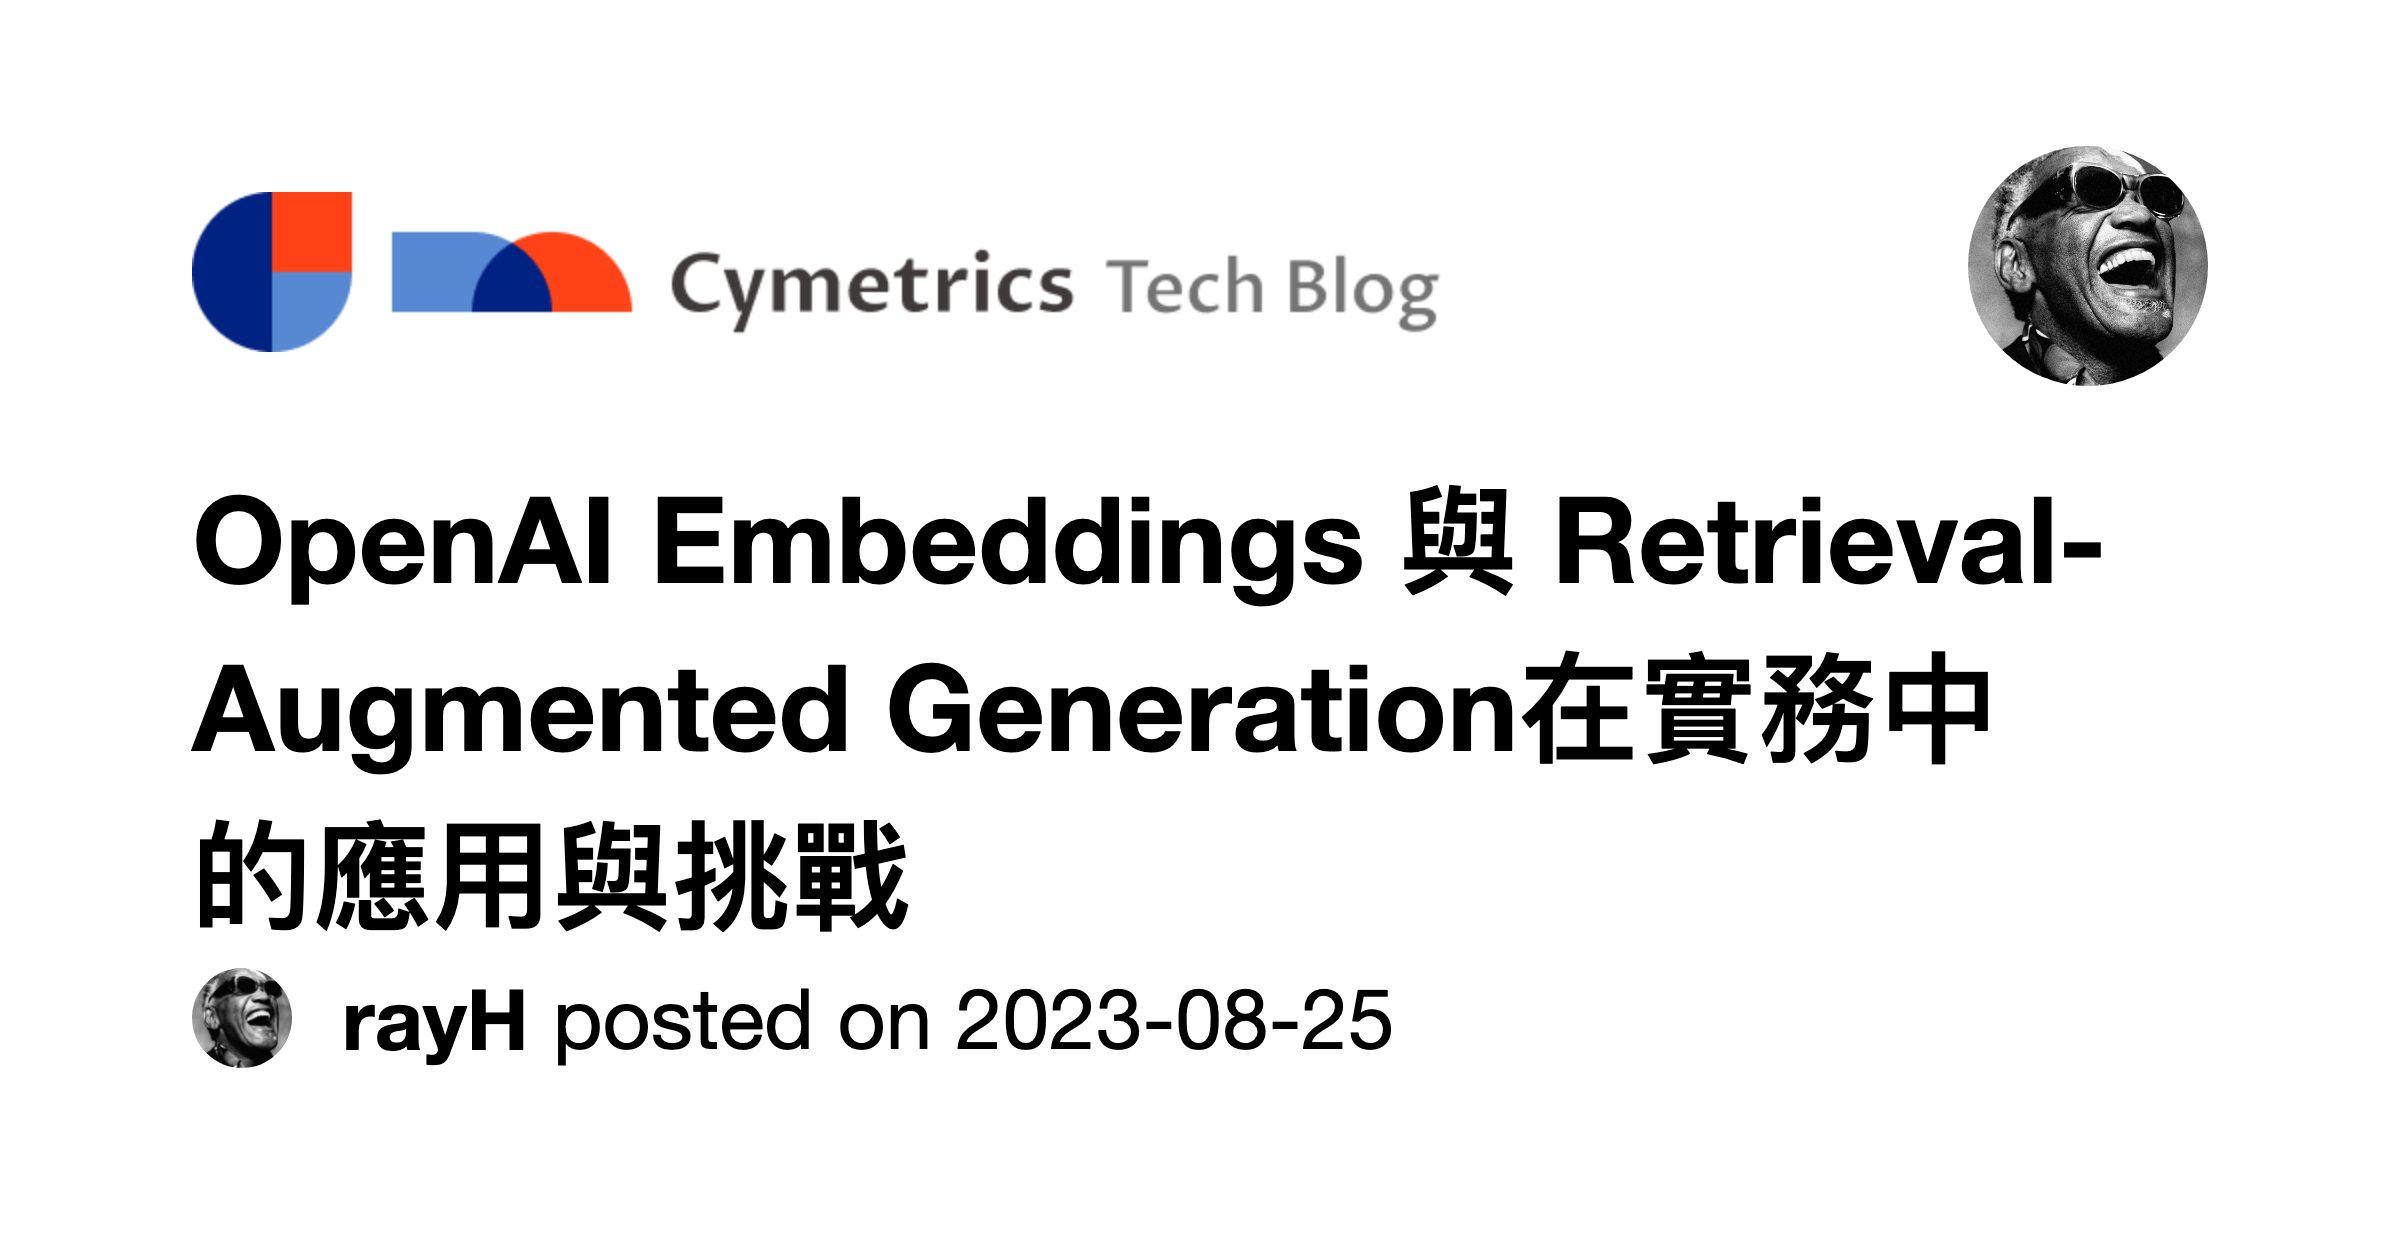 Cymetrics Tech Blog
OpenAI Embeddings 與 Retrieval-
Augmented Generation在實務中
的應用與挑戰
rayH posted on 2023-08-25